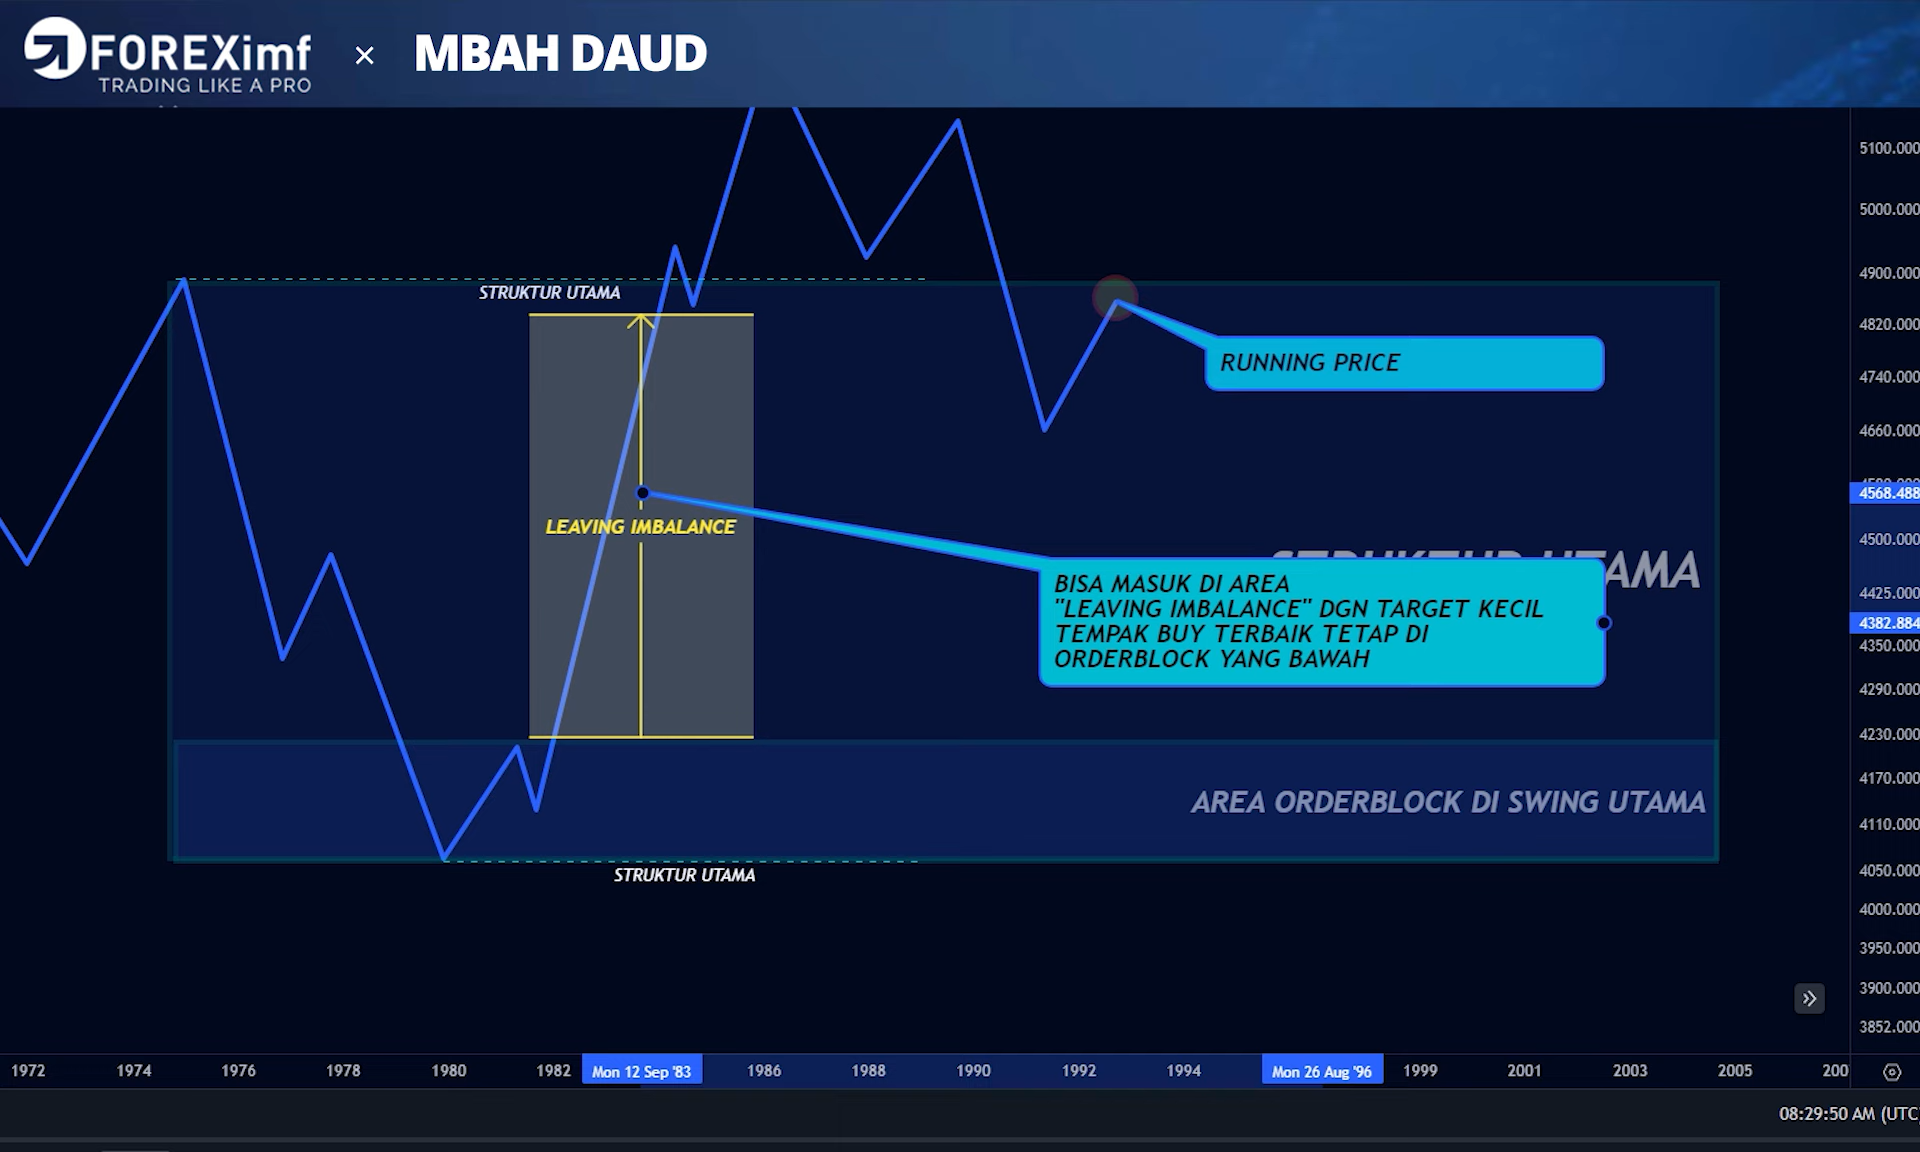 FOREXimf
TRADING LIKE A PRO
×
MBAH DAUD
5100.000
5000.000
4900.000
4820.000
4740.000
4660.000
4568.488
4500.000
4425.000
4382.884
4350.000
4290.000
4230.000
4170.000
4110.000
4050.000
4000.000
3950.000
3900.000
3852.000
STRUKTUR UTAMA
RUNNING PRICE
LEAVING IMBALANCE
STRUKTUR UTAMA
BISA MASUK DI AREA
"LEAVING IMBALANCE" DGN TARGET KECIL
TEMPAK BUY TERBAIK TETAP DI
ORDERBLOCK YANG BAWAH
AREA ORDERBLOCK DI SWING UTAMA
STRUKTUR UTAMA
1972 1974 1976 1978 1980 1982 Mon 12 Sep '83 1986 1988 1990 1992 1994 Mon 26 Aug '96 1999 2001 2003 2005 200
08:29:50 AM (UTC